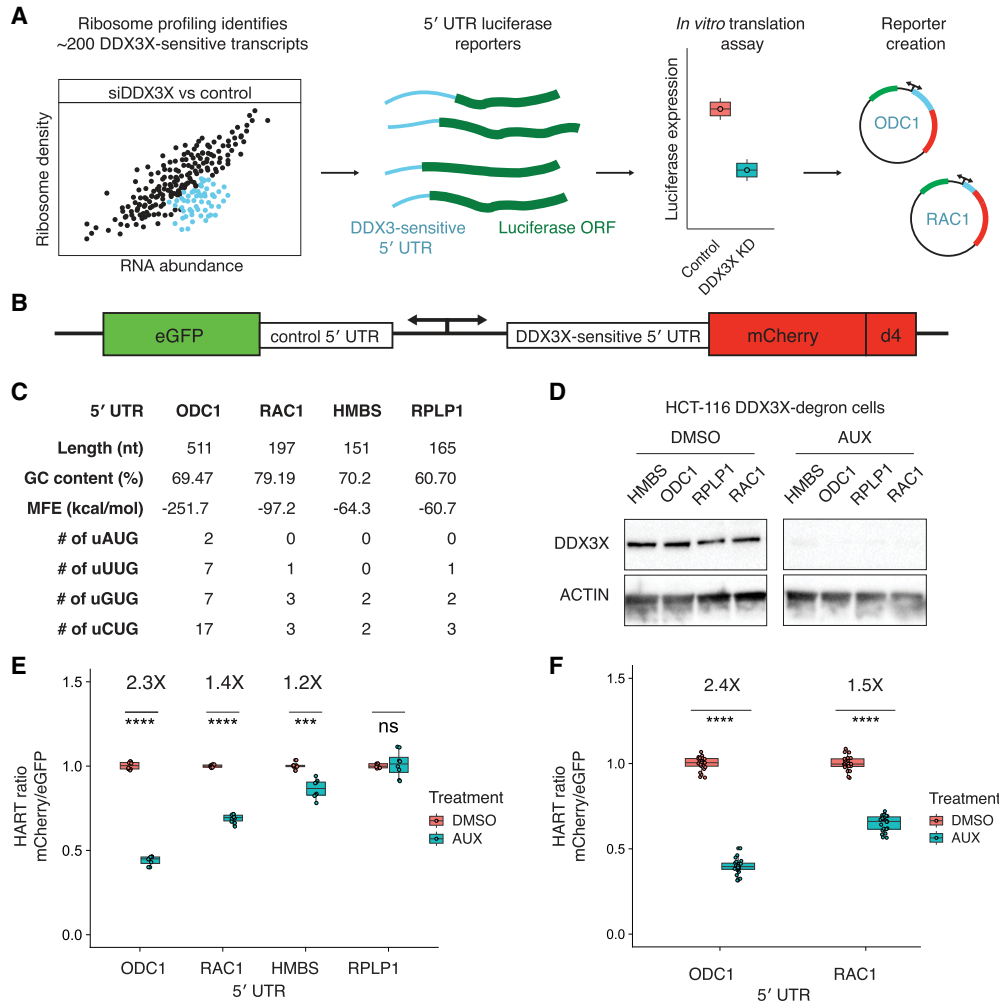 A
Ribosome profiling identifies
~200 DDX3X-sensitive transcripts
siDDX3X vs control
Ribosome density
RNA abundance
5′ UTR luciferase
reporters
DDX3-sensitive
5′ UTR
Luciferase ORF
In vitro translation
assay
Luciferase expression
Control
DDX3X KD
Reporter
creation
ODC1
RAC1
B
eGFP
control 5′ UTR
DDX3X-sensitive 5′ UTR
mCherry
d4
C
5′ UTR ODC1 RAC1 HMBS RPLP1
Length (nt) 511 197 151 165
GC content (%) 69.47 79.19 70.2 60.70
MFE (kcal/mol) -251.7 -97.2 -64.3 -60.7
# of uAUG 2 0 0 0
# of uUUG 7 1 0 1
# of uGUG 7 3 2 2
# of uCUG 17 3 2 3
D
HCT-116 DDX3X-degron cells
DMSO AUX
HMBS ODC1 RPLP1 RAC1 HMBS ODC1 RPLP1 RAC1
DDX3X
ACTIN
E
HART ratio
mCherry/eGFP
1.5
1.0
0.5
0.0
2.3X 1.4X 1.2X
**** **** *** ns
Treatment
DMSO
AUX
ODC1 RAC1 HMBS RPLP1
5′ UTR
F
HART ratio
mCherry/eGFP
1.5
1.0
0.5
0.0
2.4X 1.5X
**** ****
Treatment
DMSO
AUX
ODC1 RAC1
5′ UTR